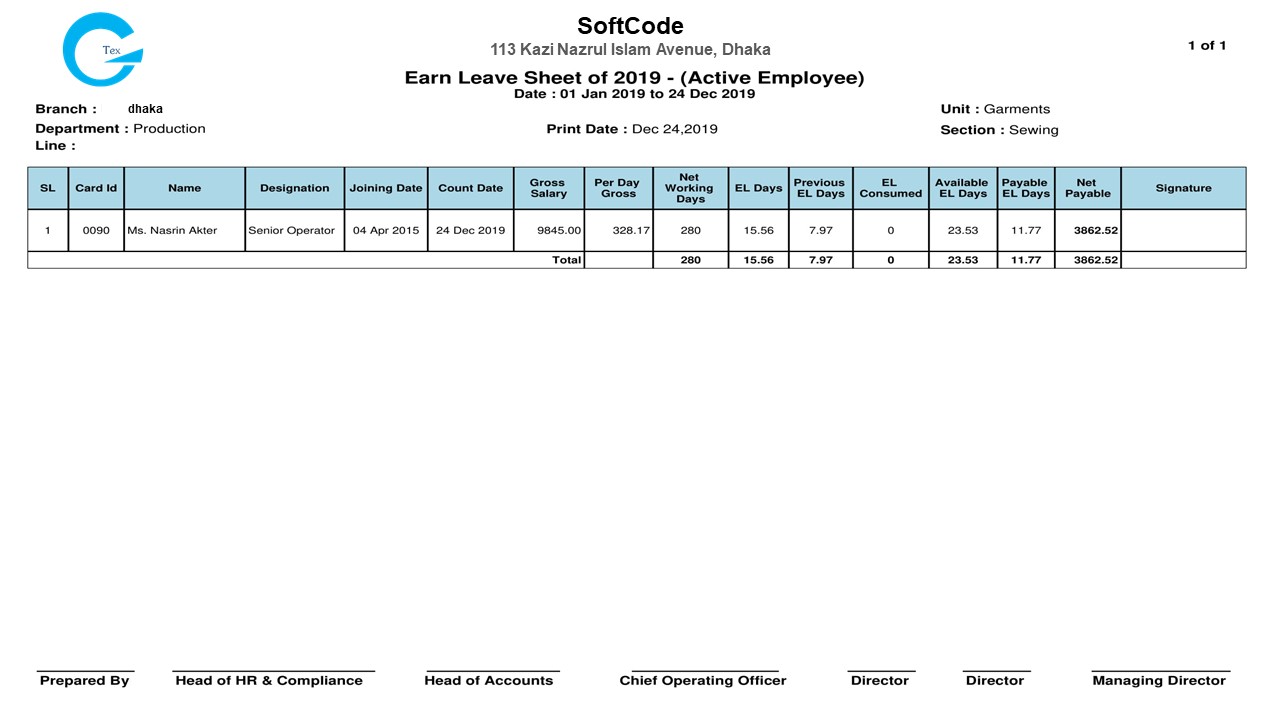 Tex
SoftCode
113 Kazi Nazrul Islam Avenue, Dhaka
1 of 1
Earn Leave Sheet of 2019 - (Active Employee)
Date : 01 Jan 2019 to 24 Dec 2019
Branch : dhaka
Unit : Garments
Department : Production
Print Date : Dec 24,2019
Section : Sewing
Line :
SL Card Id Name Designation Joining Date Count Date Gross Salary Per Day Gross Net Working Days EL Days Previous EL Days EL Consumed Available EL Days Payable EL Days Net Payable Signature
1 0090 Ms. Nasrin Akter Senior Operator 04 Apr 2015 24 Dec 2019 9845.00 328.17 280 15.56 7.97 0 23.53 11.77 3862.52
Total 280 15.56 7.97 0 23.53 11.77 3862.52
Prepared By Head of HR & Compliance Head of Accounts Chief Operating Officer Director Director Managing Director